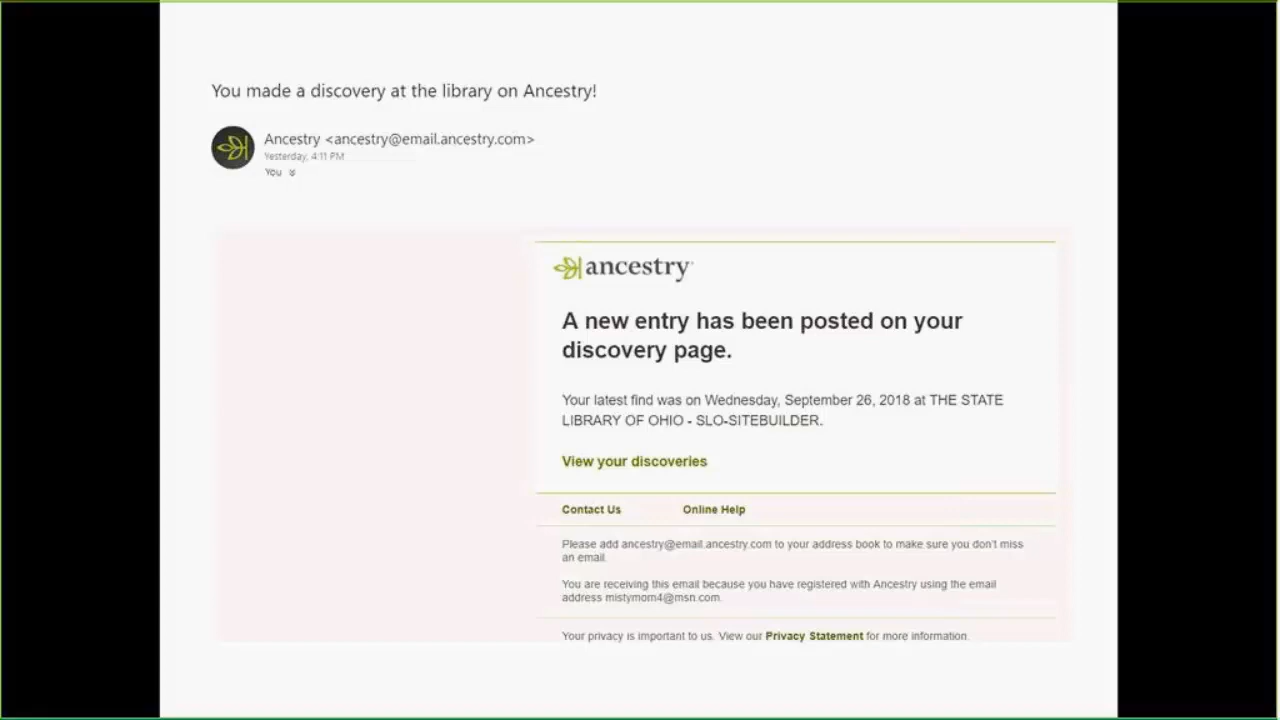 You made a discovery at the library on Ancestry!
Ancestry <ancestry@email.ancestry.com>
Yesterday, 4:11 PM
You
ancestry
A new entry has been posted on your
discovery page.
Your latest find was on Wednesday, September 26, 2018 at THE STATE
LIBRARY OF OHIO - SLO-SITEBUILDER.
View your discoveries
Contact Us Online Help
Please add ancestry@email.ancestry.com to your address book to make sure you don't miss
an email.
You are receiving this email because you have registered with Ancestry using the email
address mistymom4@msn.com.
Your privacy is important to us. View our Privacy Statement for more information.